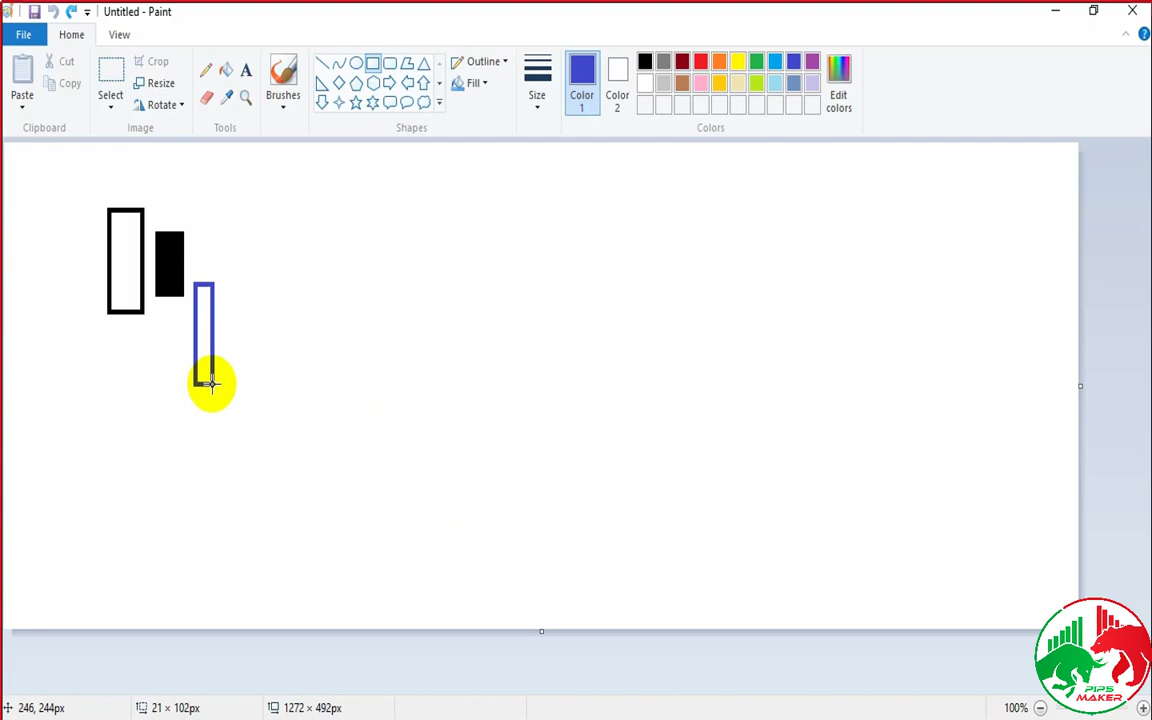 Untitled - Paint
File Home View
Paste
Cut
Copy
Clipboard
Select
Crop
Resize
Rotate
Image
A
Tools
Brushes
Outline
Fill
Shapes
Size
Color 1
Color 2
Edit colors
Colors
PIPS
MAKER
246, 244px
21 × 102px
1272 × 492px
100%